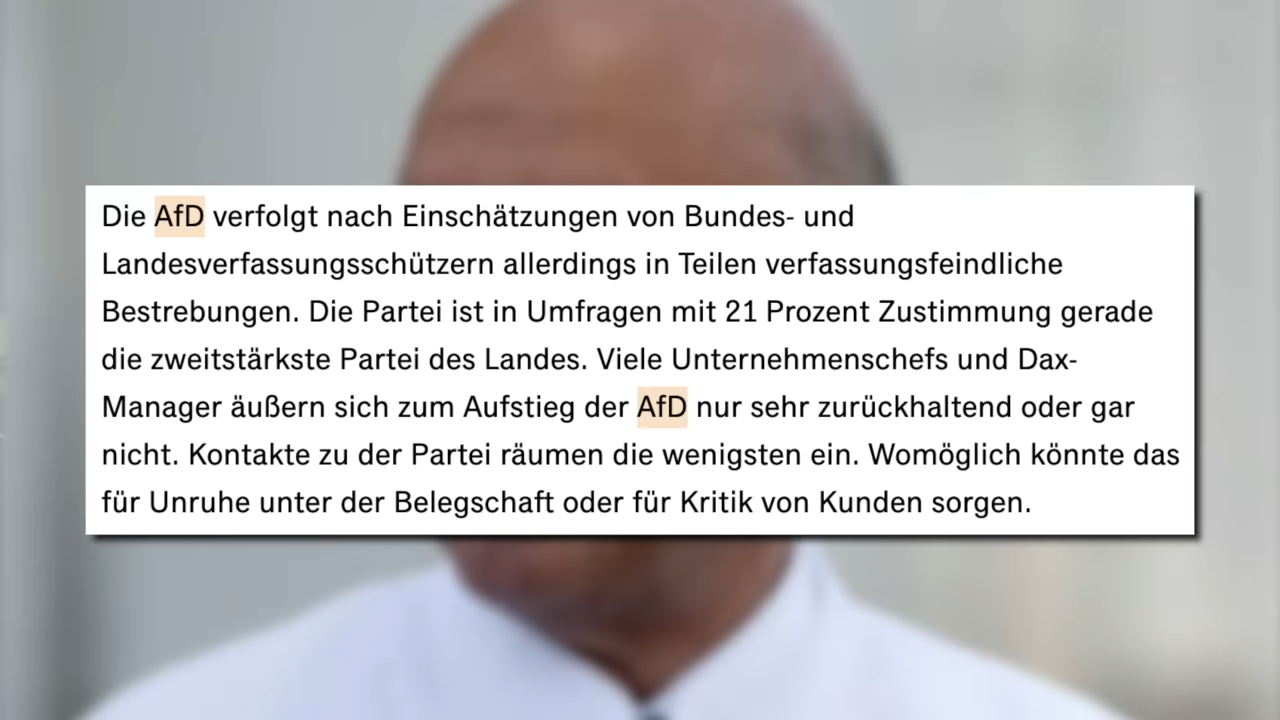 Die AfD verfolgt nach Einschätzungen von Bundes- und
Landesverfassungsschützern allerdings in Teilen verfassungsfeindliche
Bestrebungen. Die Partei ist in Umfragen mit 21 Prozent Zustimmung gerade
die zweitstärkste Partei des Landes. Viele Unternehmenschefs und Dax-
Manager äußern sich zum Aufstieg der AfD nur sehr zurückhaltend oder gar
nicht. Kontakte zu der Partei räumen die wenigsten ein. Womöglich könnte das
für Unruhe unter der Belegschaft oder für Kritik von Kunden sorgen.